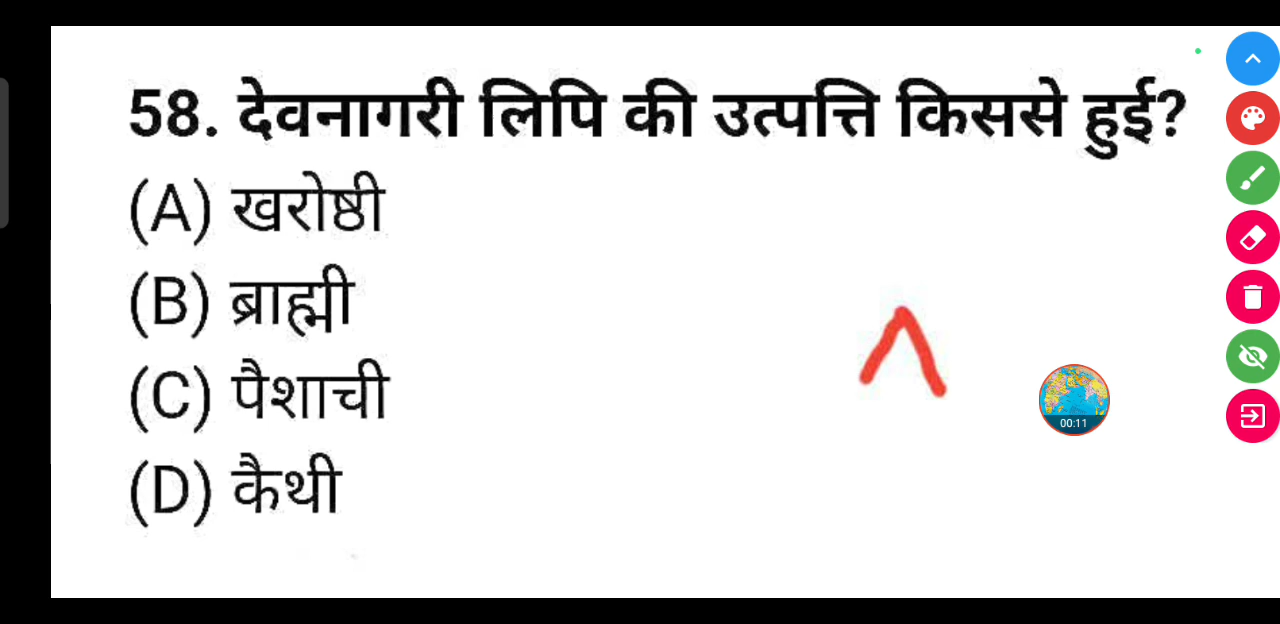 58. देवनागरी लिपि की उत्पत्ति किससे हुई?
(A) खरोष्ठी
(B) ब्राह्मी
(C) पैशाची
(D) कैथी
00:11